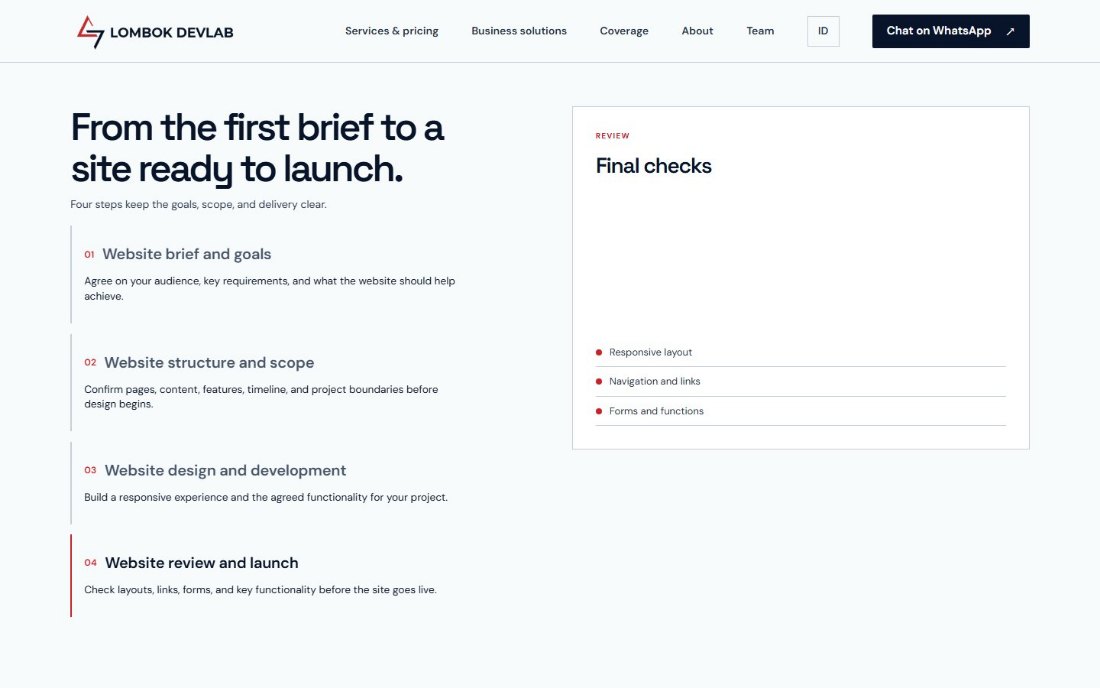 LOMBOK DEVLAB
Services & pricing
Business solutions
Coverage
About
Team
ID
Chat on WhatsApp ↗
From the first brief to a
site ready to launch.
Four steps keep the goals, scope, and delivery clear.
01 Website brief and goals
Agree on your audience, key requirements, and what the website should help
achieve.
02 Website structure and scope
Confirm pages, content, features, timeline, and project boundaries before
design begins.
03 Website design and development
Build a responsive experience and the agreed functionality for your project.
04 Website review and launch
Check layouts, links, forms, and key functionality before the site goes live.
REVIEW
Final checks
Responsive layout
Navigation and links
Forms and functions